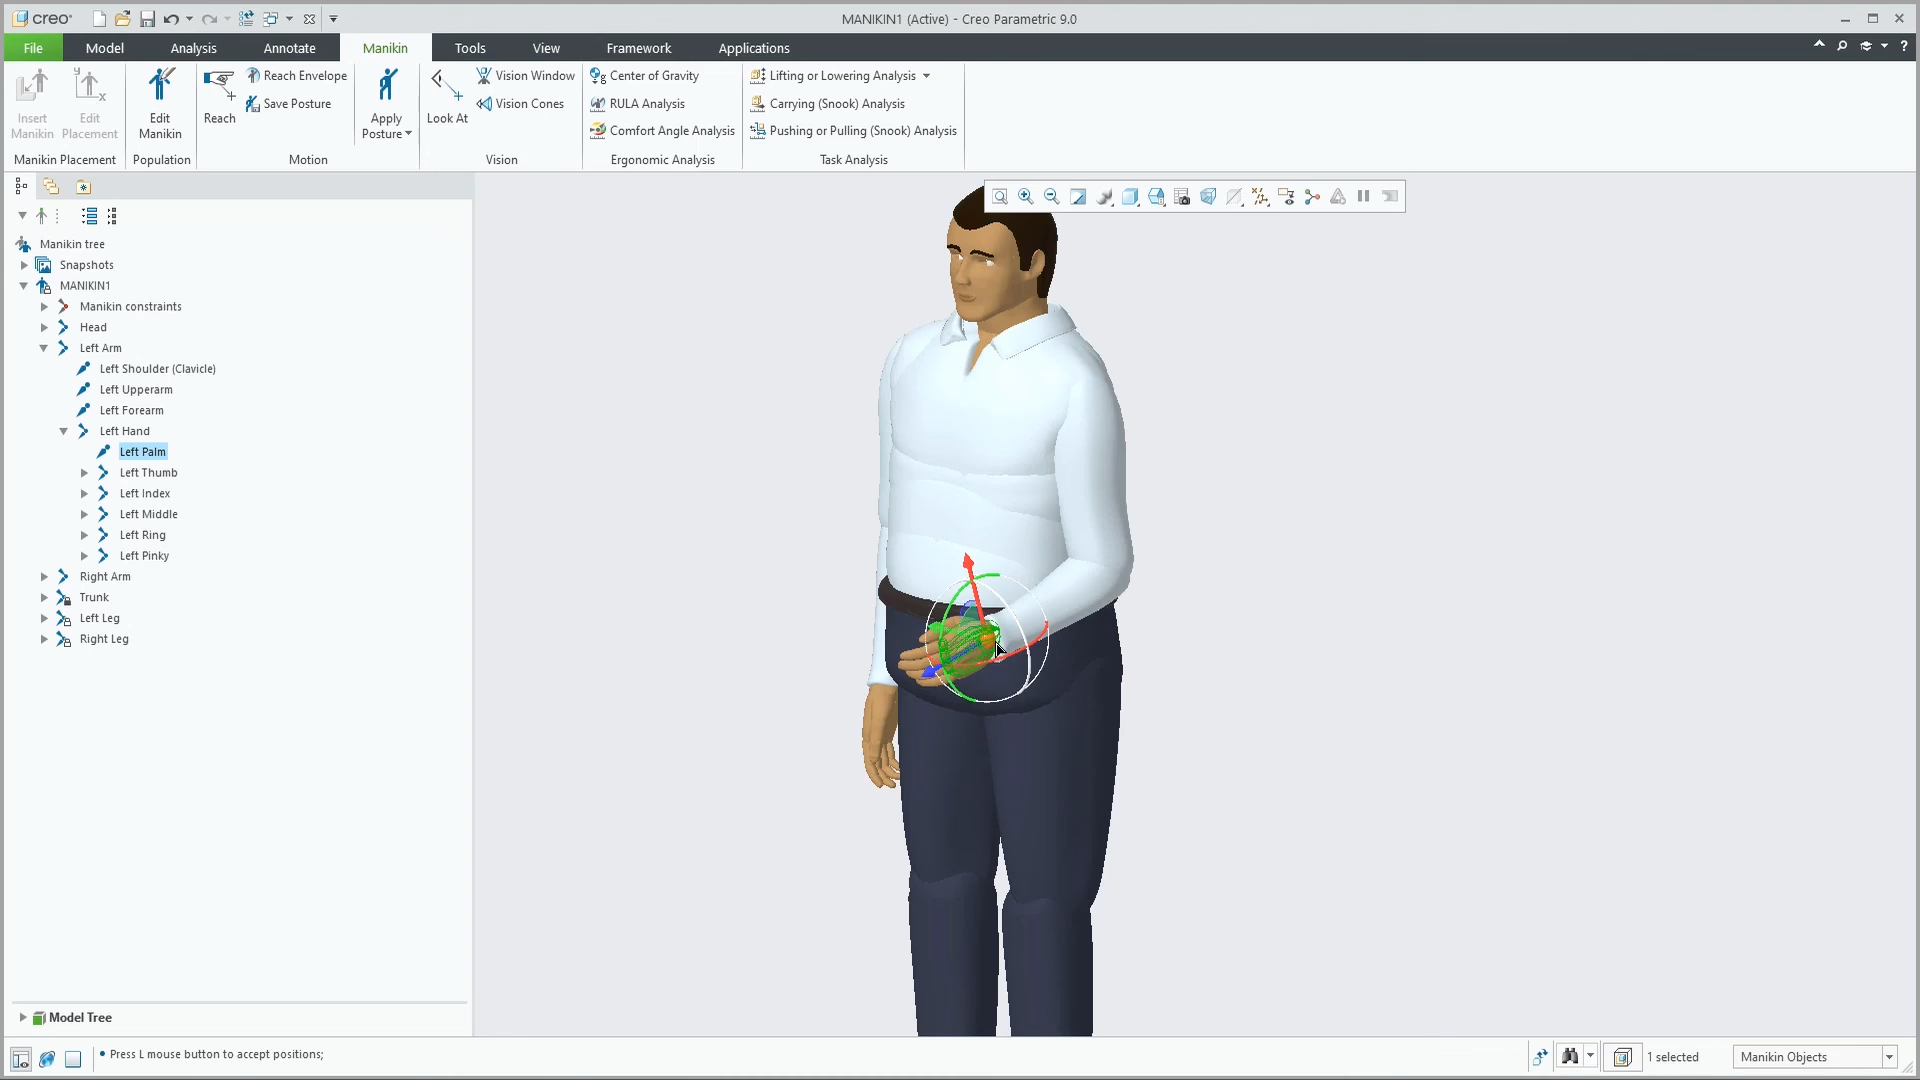 creo
MANIKIN1 (Active) - Creo Parametric 9.0
File
Model
Analysis
Annotate
Manikin
Tools
View
Framework
Applications
Insert
Manikin
Edit
Placement
Manikin Placement
Edit
Manikin
Population
Reach
Reach Envelope
Save Posture
Apply
Posture
Motion
Look At
Vision Window
Vision Cones
Vision
Center of Gravity
RULA Analysis
Comfort Angle Analysis
Ergonomic Analysis
Lifting or Lowering Analysis
Carrying (Snook) Analysis
Pushing or Pulling (Snook) Analysis
Task Analysis
Manikin tree
Snapshots
MANIKIN1
Manikin constraints
Head
Left Arm
Left Shoulder (Clavicle)
Left Upperarm
Left Forearm
Left Hand
Left Palm
Left Thumb
Left Index
Left Middle
Left Ring
Left Pinky
Right Arm
Trunk
Left Leg
Right Leg
Model Tree
• Press L mouse button to accept positions;
1 selected
Manikin Objects